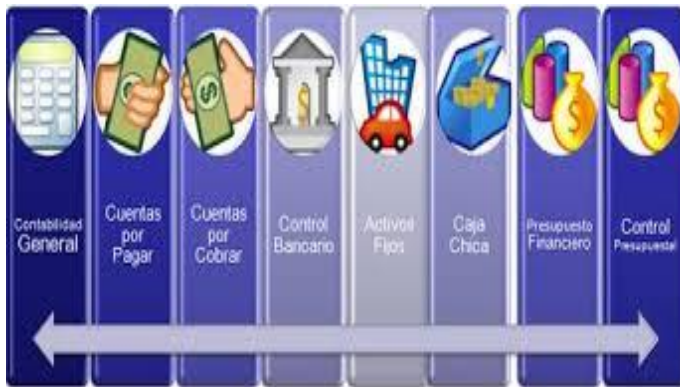 Contabilidad
General
Cuentas
por
Pagar
Cuentas
por
Cobrar
Control
Bancario
Activos
Fijos
Caja
Chica
Presupuesto
Financiero
Control
Presupuestal